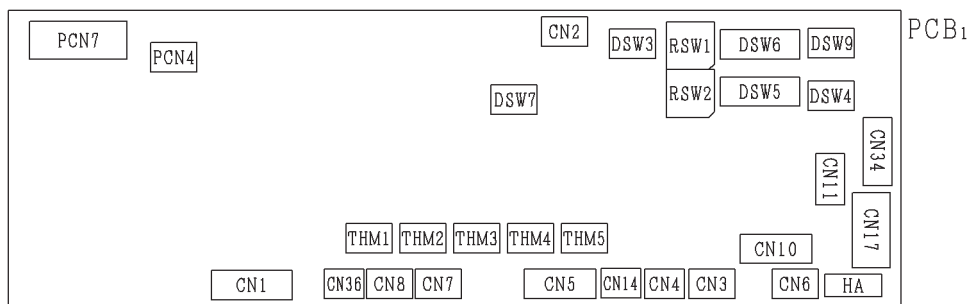 PCB1
PCN7
PCN4
CN2
DSW3
RSW1
DSW6
DSW9
RSW2
DSW5
DSW4
DSW7
CN34
CN11
CN17
THM1
THM2
THM3
THM4
THM5
CN10
CN1
CN36
CN8
CN7
CN5
CN14
CN4
CN3
CN6
HA